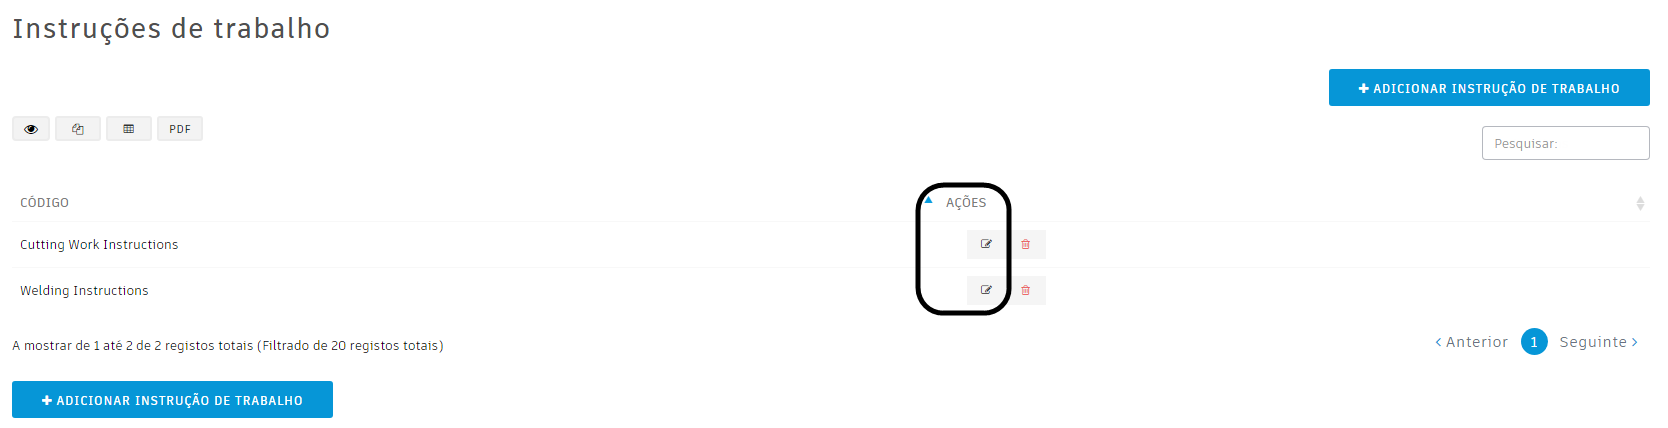 Instruções de trabalho
ADICIONAR INSTRUÇÃO DE TRABALHO
PDF
Pesquisar:
CÓDIGO AÇÕES
Cutting Work Instructions
Welding Instructions
A mostrar de 1 até 2 de 2 registos totais (Filtrado de 20 registos totais)
Anterior 1 Seguinte
ADICIONAR INSTRUÇÃO DE TRABALHO